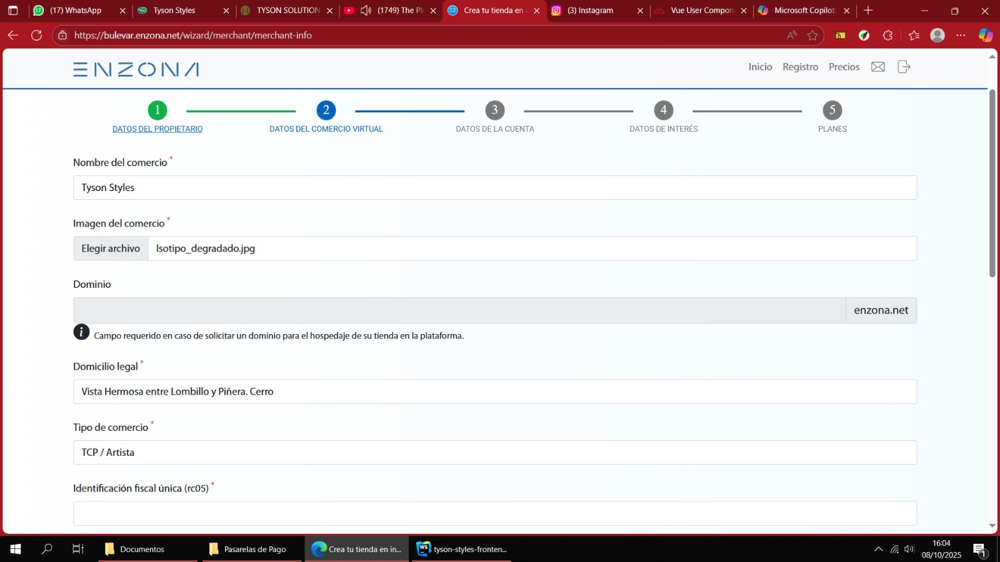 (17) WhatsApp
Tyson Styles
TYSON SOLUTION
(1749) The Pl
Crea tu tienda en i
(3) Instagram
Vue User Compon
Microsoft Copilot:
https://bulevar.enzona.net/wizard/merchant/merchant-info
ENZONA
Inicio Registro Precios
1 2 3 4 5
DATOS DEL PROPIETARIO DATOS DEL COMERCIO VIRTUAL DATOS DE LA CUENTA DATOS DE INTERÉS PLANES
Nombre del comercio *
Tyson Styles
Imagen del comercio *
Elegir archivo Isotipo_degradado.jpg
Dominio
enzona.net
i Campo requerido en caso de solicitar un dominio para el hospedaje de su tienda en la plataforma.
Domicilio legal *
Vista Hermosa entre Lombillo y Piñera. Cerro
Tipo de comercio *
TCP / Artista
Identificación fiscal única (rc05) *
Documentos
Pasarelas de Pago
Crea tu tienda en in...
WS tyson-styles-fronten...
16:04
08/10/2025
1